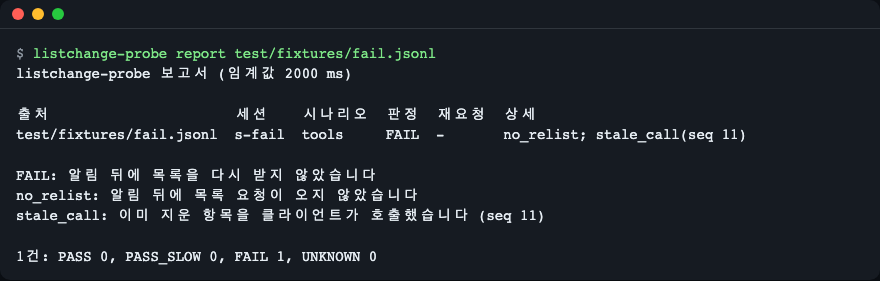 $ listchange-probe report test/fixtures/fail.jsonl
listchange-probe 보고서 (임계값 2000 ms)
출처 세션 시나리오 판정 재요청 상세
test/fixtures/fail.jsonl s-fail tools FAIL - no_relist; stale_call(seq 11)
FAIL: 알림 뒤에 목록을 다시 받지 않았습니다
no_relist: 알림 뒤에 목록 요청이 오지 않았습니다
stale_call: 이미 지운 항목을 클라이언트가 호출했습니다 (seq 11)
1건: PASS 0, PASS_SLOW 0, FAIL 1, UNKNOWN 0